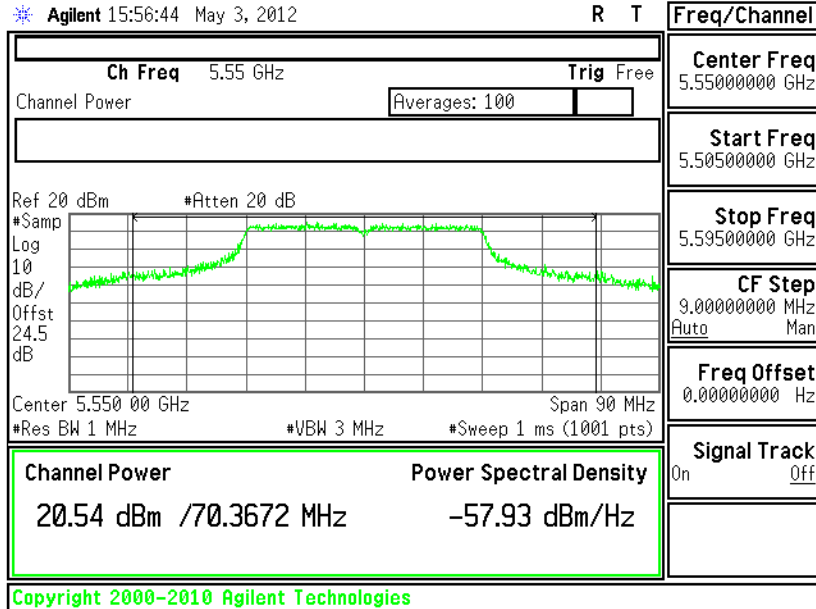 Agilent 15:56:44 May 3, 2012 R T
Freq/Channel
Ch Freq 5.55 GHz Trig Free
Channel Power Averages: 100
Ref 20 dBm #Atten 20 dB
#Samp
Log
10
dB/
Offst
24.5
dB
Center 5.550 00 GHz Span 90 MHz
#Res BW 1 MHz #VBW 3 MHz #Sweep 1 ms (1001 pts)
Channel Power Power Spectral Density
20.54 dBm /70.3672 MHz -57.93 dBm/Hz
Center Freq
5.55000000 GHz
Start Freq
5.50500000 GHz
Stop Freq
5.59500000 GHz
CF Step
9.00000000 MHz
Auto Man
Freq Offset
0.00000000 Hz
Signal Track
On Off
Copyright 2000-2010 Agilent Technologies